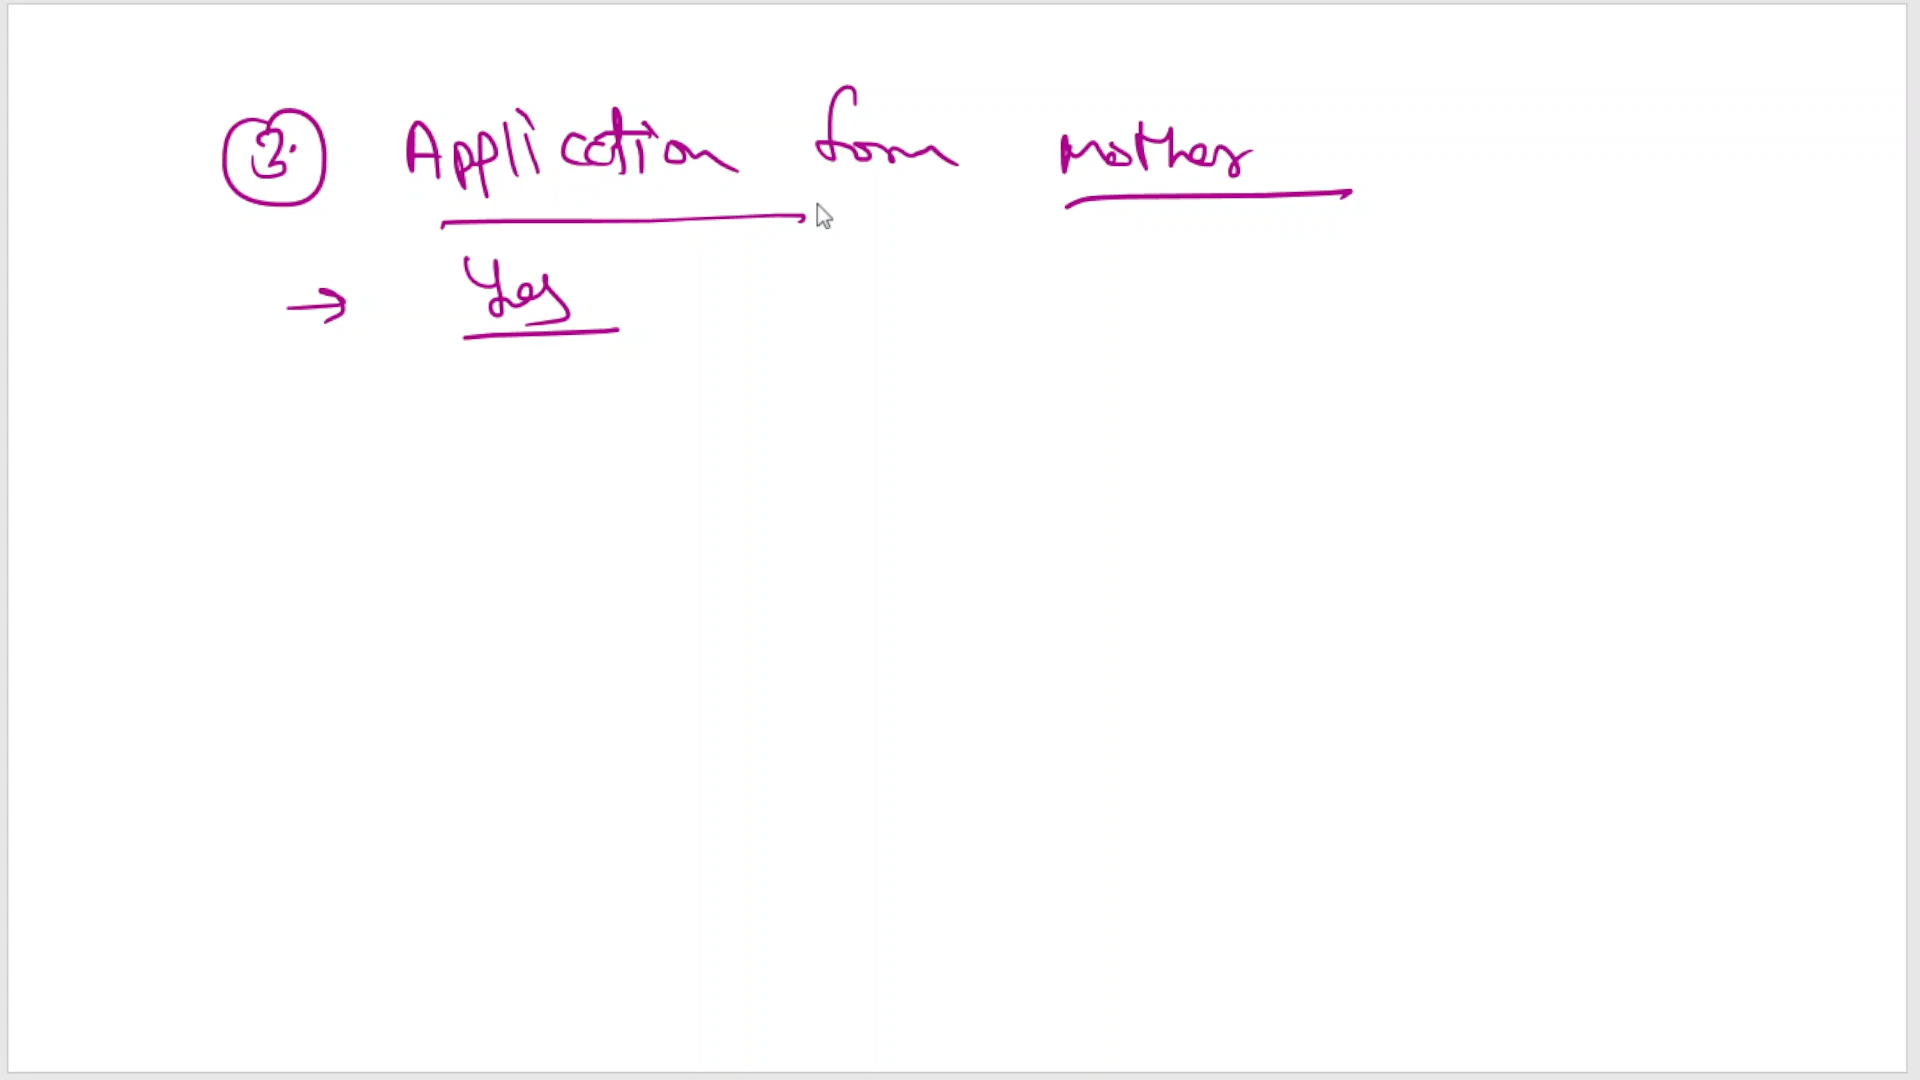 3. Application from mother
→ Yes